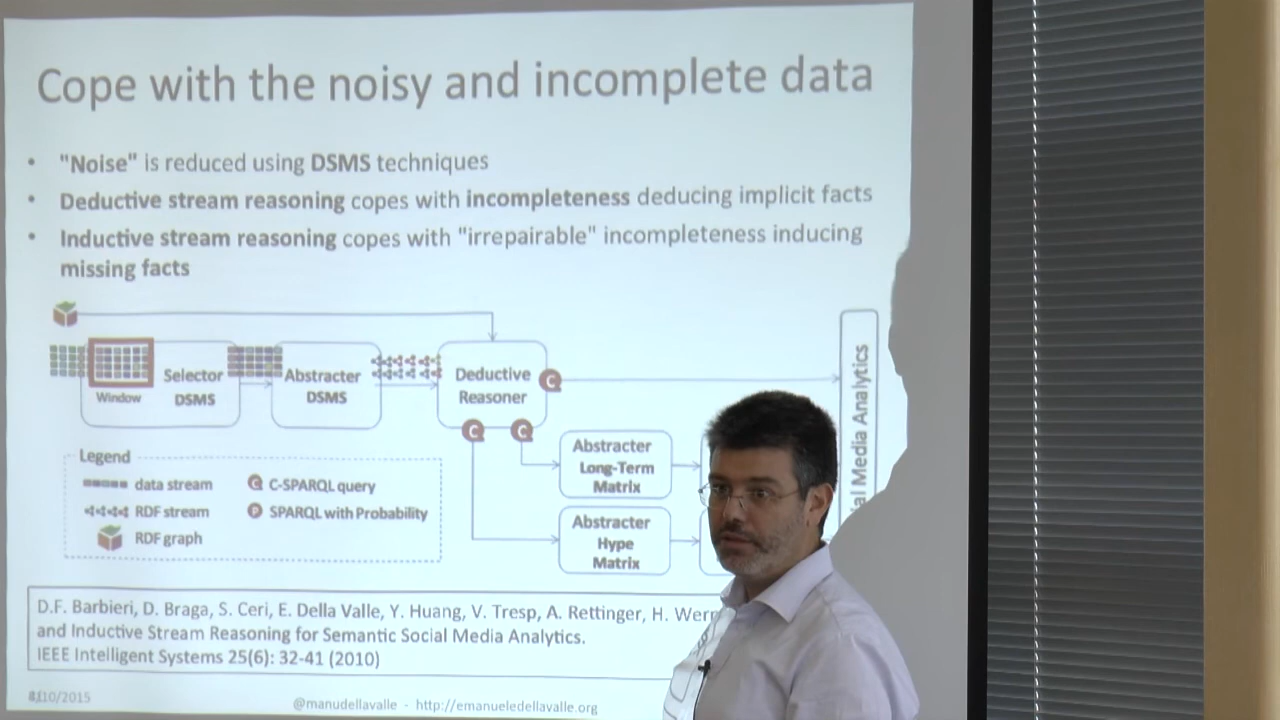 Cope with the noisy and incomplete data
• "Noise" is reduced using DSMS techniques
• Deductive stream reasoning copes with incompleteness deducing implicit facts
• Inductive stream reasoning copes with "irrepairable" incompleteness inducing
missing facts
Window
Selector
DSMS
Abstracter
DSMS
Deductive
Reasoner
C
C
C
Abstracter
Long-Term
Matrix
Abstracter
Hype
Matrix
Media Analytics
Legend
data stream
RDF stream
RDF graph
C C-SPARQL query
P SPARQL with Probability
D.F. Barbieri, D. Braga, S. Ceri, E. Della Valle, Y. Huang, V. Tresp, A. Rettinger, H.
and Inductive Stream Reasoning for Semantic Social Media Analytics.
IEEE Intelligent Systems 25(6): 32-41 (2010)
@manudellavalle - http://emanueledellavalle.org